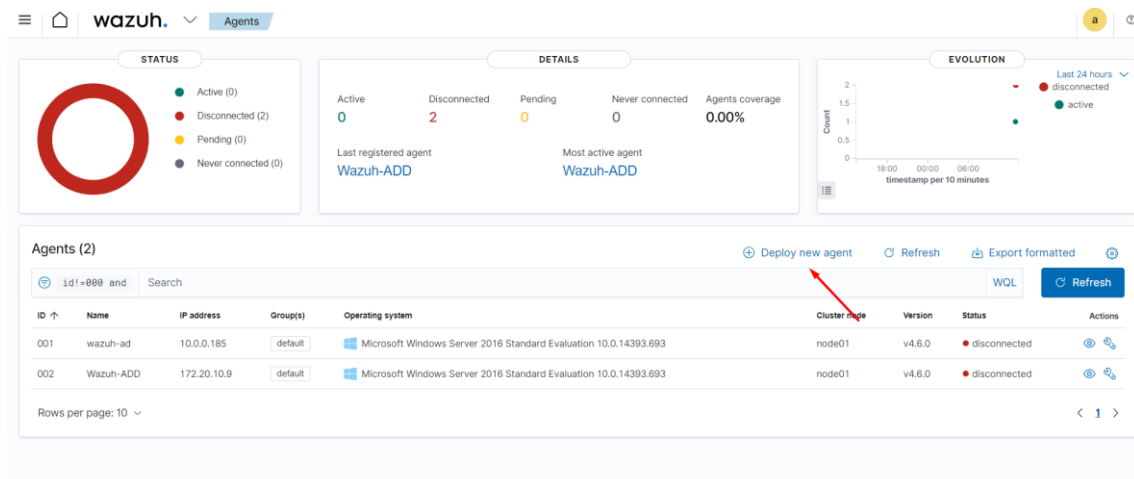 wazuh. Agents a
STATUS
Active (0)
Disconnected (2)
Pending (0)
Never connected (0)
DETAILS
Active Disconnected Pending Never connected Agents coverage
0 2 0 0 0.00%
Last registered agent Most active agent
Wazuh-ADD Wazuh-ADD
EVOLUTION
Last 24 hours
disconnected
active
Count
2
1.5
1
0.5
0
18:00 00:00 06:00
timestamp per 10 minutes
Agents (2) Deploy new agent Refresh Export formatted
id!=000 and Search WQL Refresh
ID Name IP address Group(s) Operating system Cluster node Version Status Actions
001 wazuh-ad 10.0.0.185 default Microsoft Windows Server 2016 Standard Evaluation 10.0.14393.693 node01 v4.6.0 disconnected
002 Wazuh-ADD 172.20.10.9 default Microsoft Windows Server 2016 Standard Evaluation 10.0.14393.693 node01 v4.6.0 disconnected
Rows per page: 10 < 1 >